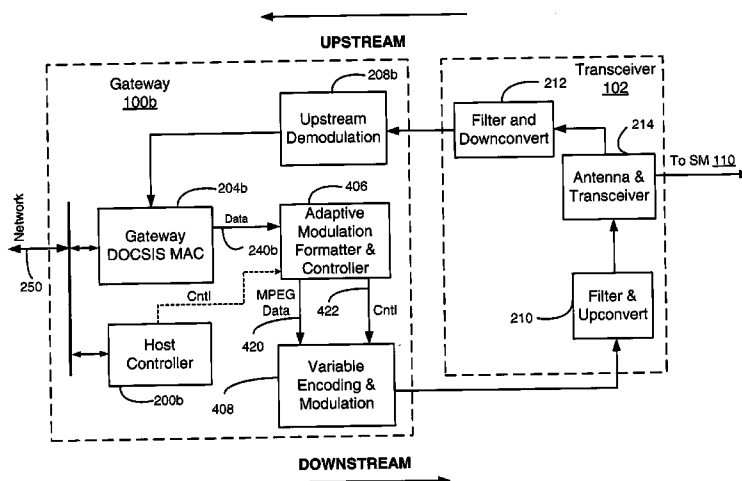 UPSTREAM
Gateway
100b
208b
Upstream
Demodulation
Transceiver
102
212
Filter and
Downconvert
214
Antenna &
Transceiver
To SM 110
Network
250
204b
Gateway
DOCSIS MAC
Data
240b
406
Adaptive
Modulation
Formatter &
Controller
Cntl
MPEG
Data
420
422
Cntl
210
Filter &
Upconvert
Host
Controller
200b
408
Variable
Encoding &
Modulation
DOWNSTREAM